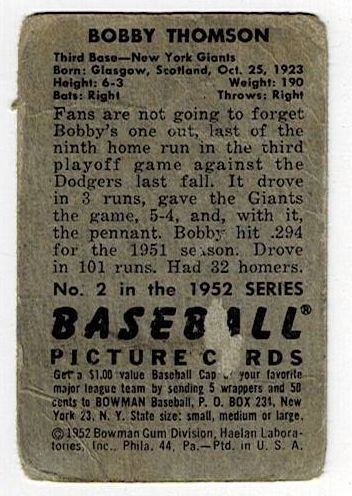 BOBBY THOMSON
Third Base—New York Giants
Born: Glasgow, Scotland, Oct. 25, 1923
Height: 6-3 Weight: 190
Bats: Right Throws: Right
Fans are not going to forget
Bobby's one out, last of the
ninth home run in the third
playoff game against the
Dodgers last fall. It drove
in 3 runs, gave the Giants
the game, 5-4, and, with it,
the pennant. Bobby hit .294
for the 1951 season. Drove
in 101 runs. Had 32 homers.
No. 2 in the 1952 SERIES
BASEBALL®
PICTURE CARDS
Get a $1.00 value Baseball Cap of your favorite
major league team by sending 5 wrappers and 50
cents to BOWMAN Baseball, P. O. BOX 234, New
York 23, N. Y. State size: small, medium or large.
©1952 Bowman Gum Division, Haelan Labora-
tories, Inc., Phila. 44, Pa.—Ptd. in U. S. A.